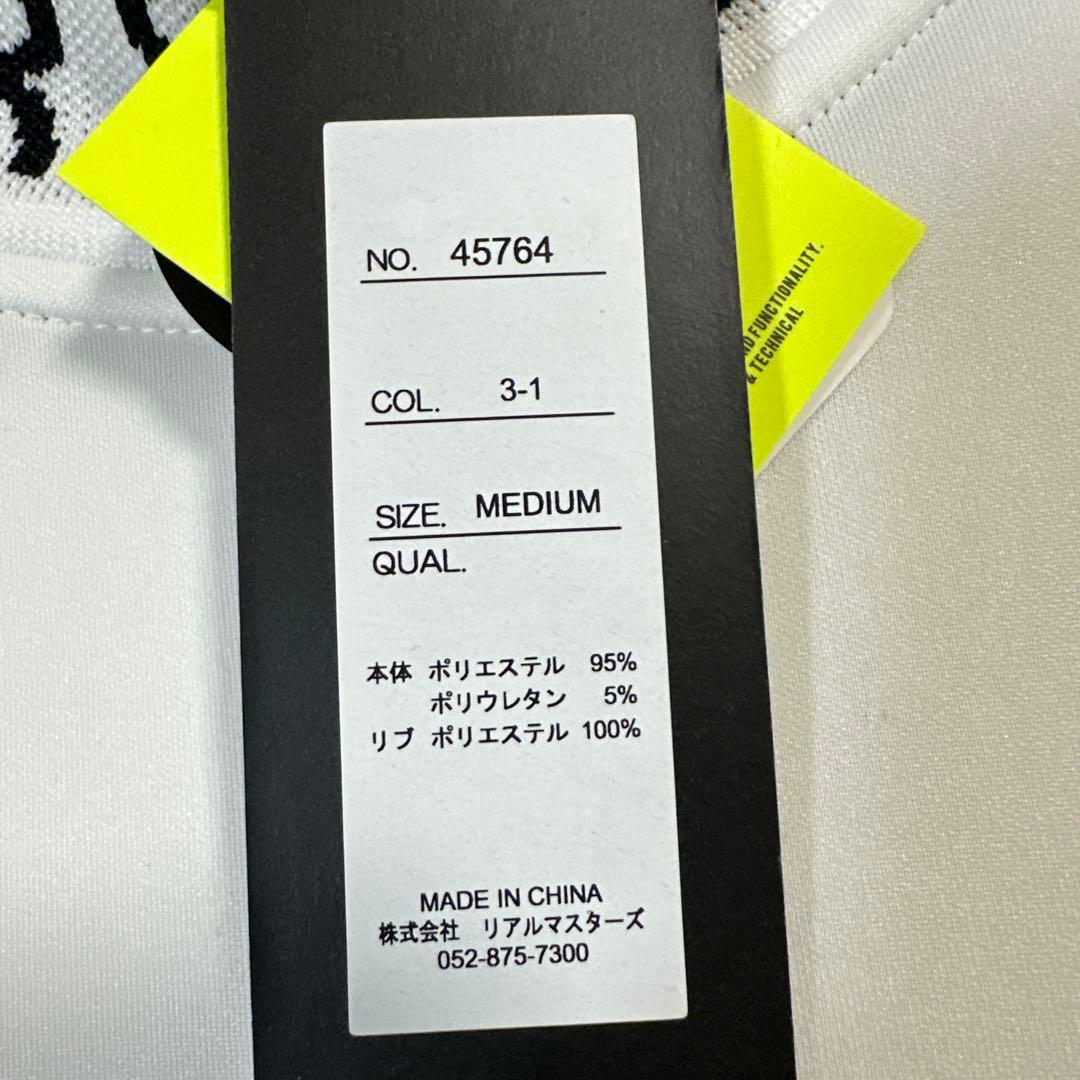 NO. 45764
COL. 3-1
SIZE. MEDIUM
QUAL.
本体 ポリエステル 95%
ポリウレタン 5%
リブ ポリエステル 100%
MADE IN CHINA
株式会社 リアルマスターズ
052-875-7300
FUNCTIONALITY.
& TECHNICAL